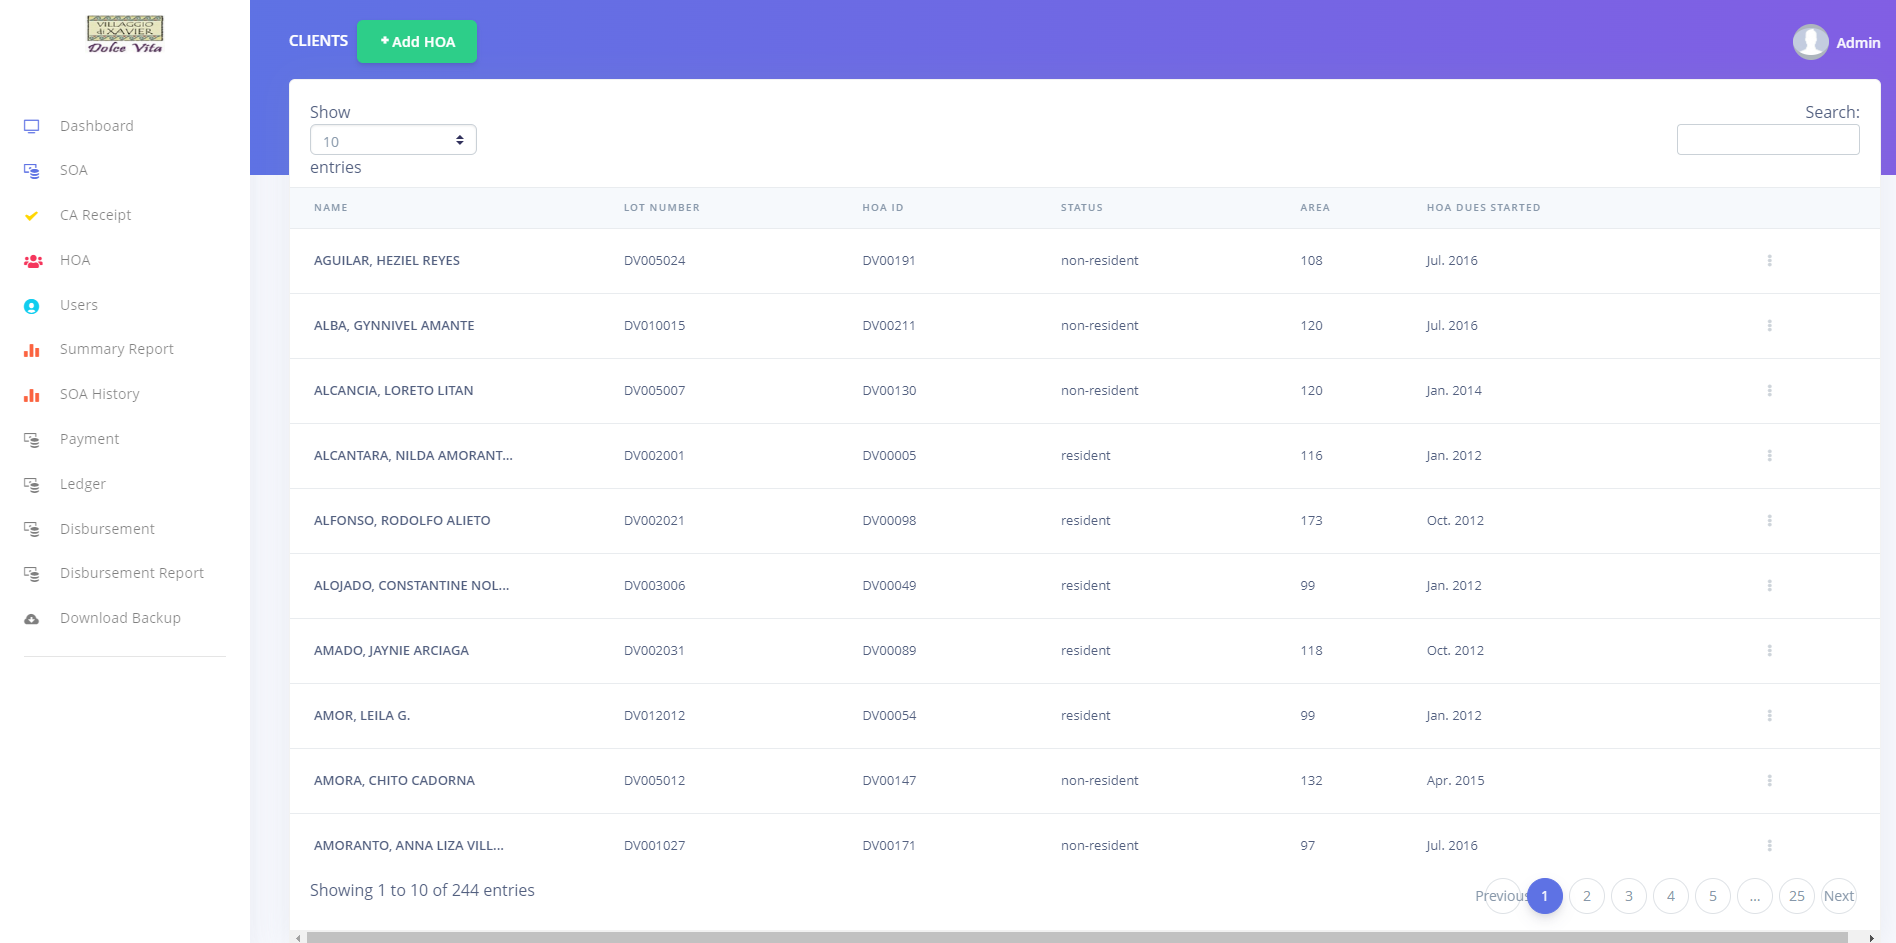 VILLAGGIO
di XAVIER
Dolce Vita
Dashboard
SOA
CA Receipt
HOA
Users
Summary Report
SOA History
Payment
Ledger
Disbursement
Disbursement Report
Download Backup
CLIENTS + Add HOA
Admin
Show
10
entries
Search:
NAME LOT NUMBER HOA ID STATUS AREA HOA DUES STARTED
AGUILAR, HEZIEL REYES DV005024 DV00191 non-resident 108 Jul. 2016
ALBA, GYNNIVEL AMANTE DV010015 DV00211 non-resident 120 Jul. 2016
ALCANCIA, LORETO LITAN DV005007 DV00130 non-resident 120 Jan. 2014
ALCANTARA, NILDA AMORANT... DV002001 DV00005 resident 116 Jan. 2012
ALFONSO, RODOLFO ALIETO DV002021 DV00098 resident 173 Oct. 2012
ALOJADO, CONSTANTINE NOL... DV003006 DV00049 resident 99 Jan. 2012
AMADO, JAYNIE ARCIAGA DV002031 DV00089 resident 118 Oct. 2012
AMOR, LEILA G. DV012012 DV00054 resident 99 Jan. 2012
AMORA, CHITO CADORNA DV005012 DV00147 non-resident 132 Apr. 2015
AMORANTO, ANNA LIZA VILL... DV001027 DV00171 non-resident 97 Jul. 2016
Showing 1 to 10 of 244 entries
Previous 1 2 3 4 5 ... 25 Next